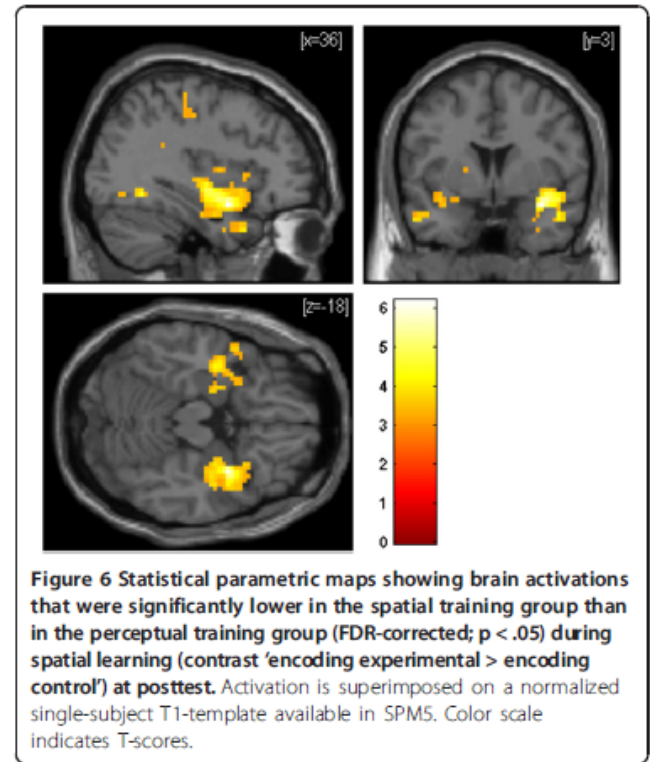 [x=36]
[y=3]
[z=-18]
6
5
4
3
2
1
0
Figure 6 Statistical parametric maps showing brain activations
that were significantly lower in the spatial training group than
in the perceptual training group (FDR-corrected; p < .05) during
spatial learning (contrast ‘encoding experimental > encoding
control’) at posttest. Activation is superimposed on a normalized
single-subject T1-template available in SPM5. Color scale
indicates T-scores.